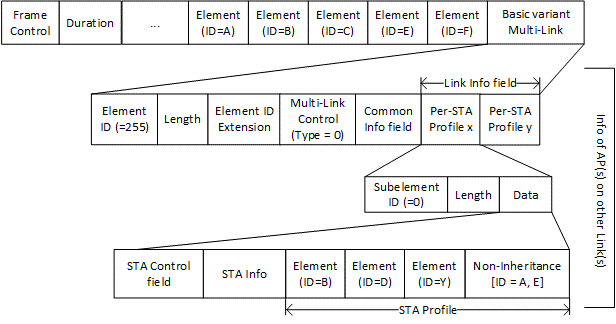 Frame Control
Duration
...
Element (ID=A)
Element (ID=B)
Element (ID=C)
Element (ID=E)
Element (ID=F)
Basic variant Multi-Link
Link Info field
Element ID (=255)
Length
Element ID Extension
Multi-Link Control (Type = 0)
Common Info field
Per-STA Profile x
Per-STA Profile y
Subelement ID (=0)
Length
Data
STA Control field
STA Info
Element (ID=B)
Element (ID=D)
Element (ID=Y)
Non-Inheritance [ID = A, E]
STA Profile
Info of AP(s) on other Link(s)